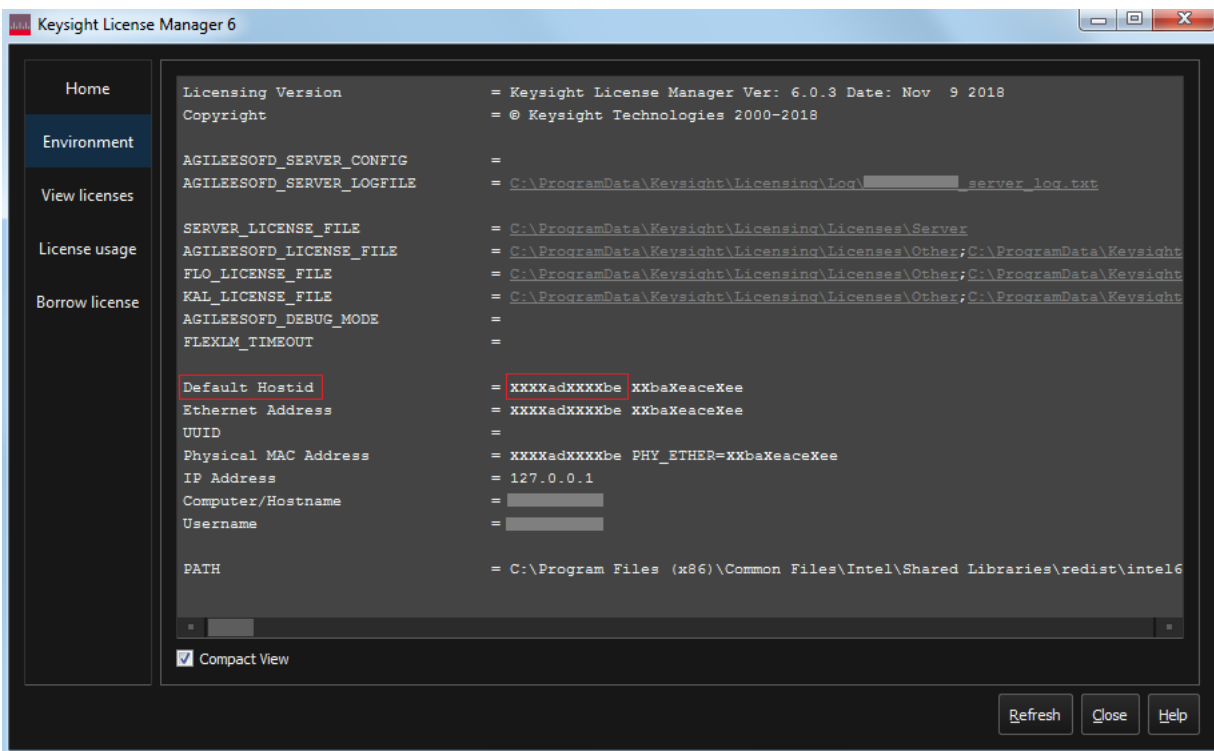 Keysight License Manager 6
Home
Environment
View licenses
License usage
Borrow license
Licensing Version = Keysight License Manager Ver: 6.0.3 Date: Nov 9 2018
Copyright = © Keysight Technologies 2000-2018
AGILEESOFD_SERVER_CONFIG =
AGILEESOFD_SERVER_LOGFILE = C:\ProgramData\Keysight\Licensing\Log\ _server_log.txt
SERVER_LICENSE_FILE = C:\ProgramData\Keysight\Licensing\Licenses\Server
AGILEESOFD_LICENSE_FILE = C:\ProgramData\Keysight\Licensing\Licenses\Other;C:\ProgramData\Keysight
FLO_LICENSE_FILE = C:\ProgramData\Keysight\Licensing\Licenses\Other;C:\ProgramData\Keysight
KAL_LICENSE_FILE = C:\ProgramData\Keysight\Licensing\Licenses\Other;C:\ProgramData\Keysight
AGILEESOFD_DEBUG_MODE =
FLEXLM_TIMEOUT =
Default Hostid = XXXXadXXXXbe XXbaXeaceXee
Ethernet Address = XXXXadXXXXbe XXbaXeaceXee
UUID =
Physical MAC Address = XXXXadXXXXbe PHY_ETHER=XXbaXeaceXee
IP Address = 127.0.0.1
Computer/Hostname =
Username =
PATH = C:\Program Files (x86)\Common Files\Intel\Shared Libraries\redist\intel6
Compact View
Refresh
Close
Help